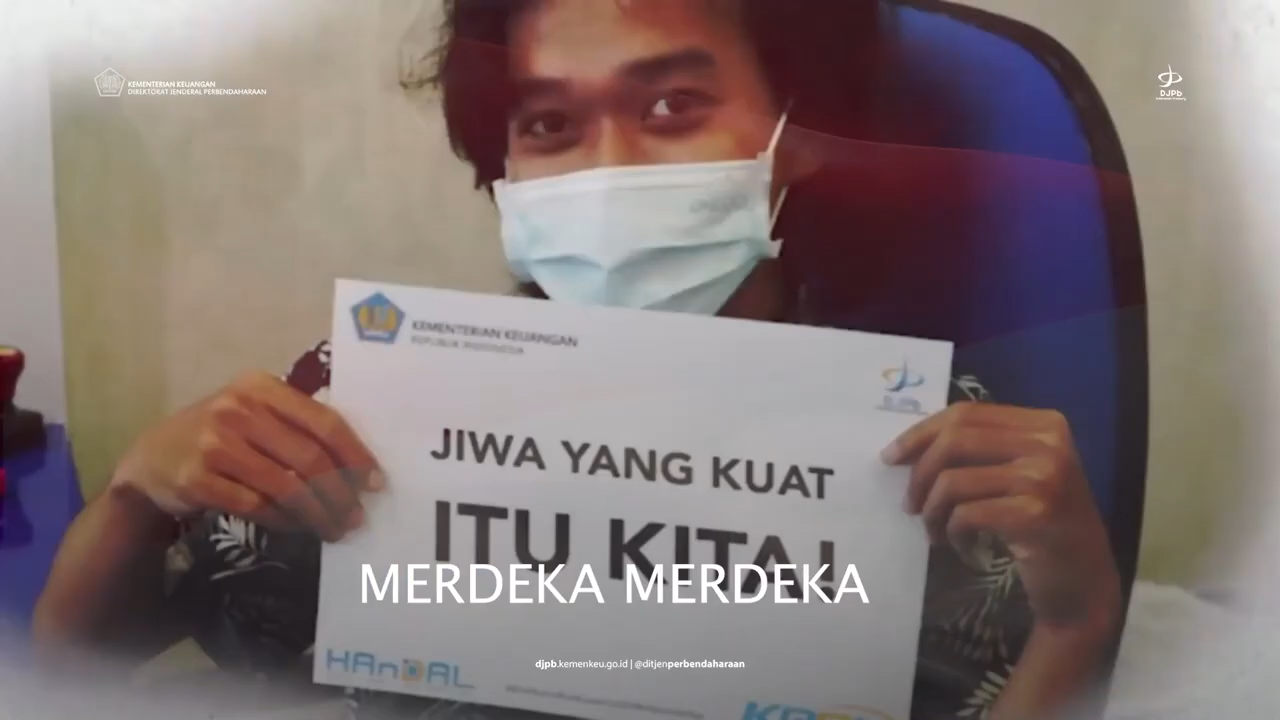 KEMENTERIAN KEUANGAN
DIREKTORAT JENDERAL PERBENDAHARAAN
DJPb
KEMENTERIAN KEUANGAN
REPUBLIK INDONESIA
DJPb
JIWA YANG KUAT
ITU KITA!
MERDEKA MERDEKA
djpb.kemenkeu.go.id | @ditjenperbendaharaan
HAnDAL